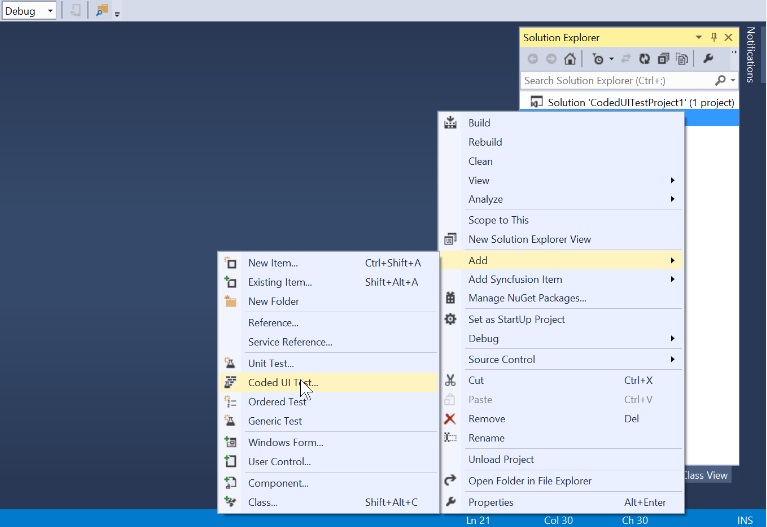 Debug
Solution Explorer
Notifications
Search Solution Explorer (Ctrl+;)
Solution 'CodedUITestProject1' (1 project)
Build
Rebuild
Clean
View
Analyze
Scope to This
New Solution Explorer View
Add
Add Syncfusion Item
Manage NuGet Packages...
Set as StartUp Project
Debug
Source Control
Cut Ctrl+X
Paste Ctrl+V
Remove Del
Rename
Unload Project
Open Folder in File Explorer
Properties Alt+Enter
New Item... Ctrl+Shift+A
Existing Item... Shift+Alt+A
New Folder
Reference...
Service Reference...
Unit Test...
Coded UI Test...
Ordered Test
Generic Test
Windows Form...
User Control...
Component...
Class... Shift+Alt+C
Class View
Ln 21 Col 30 Ch 30 INS